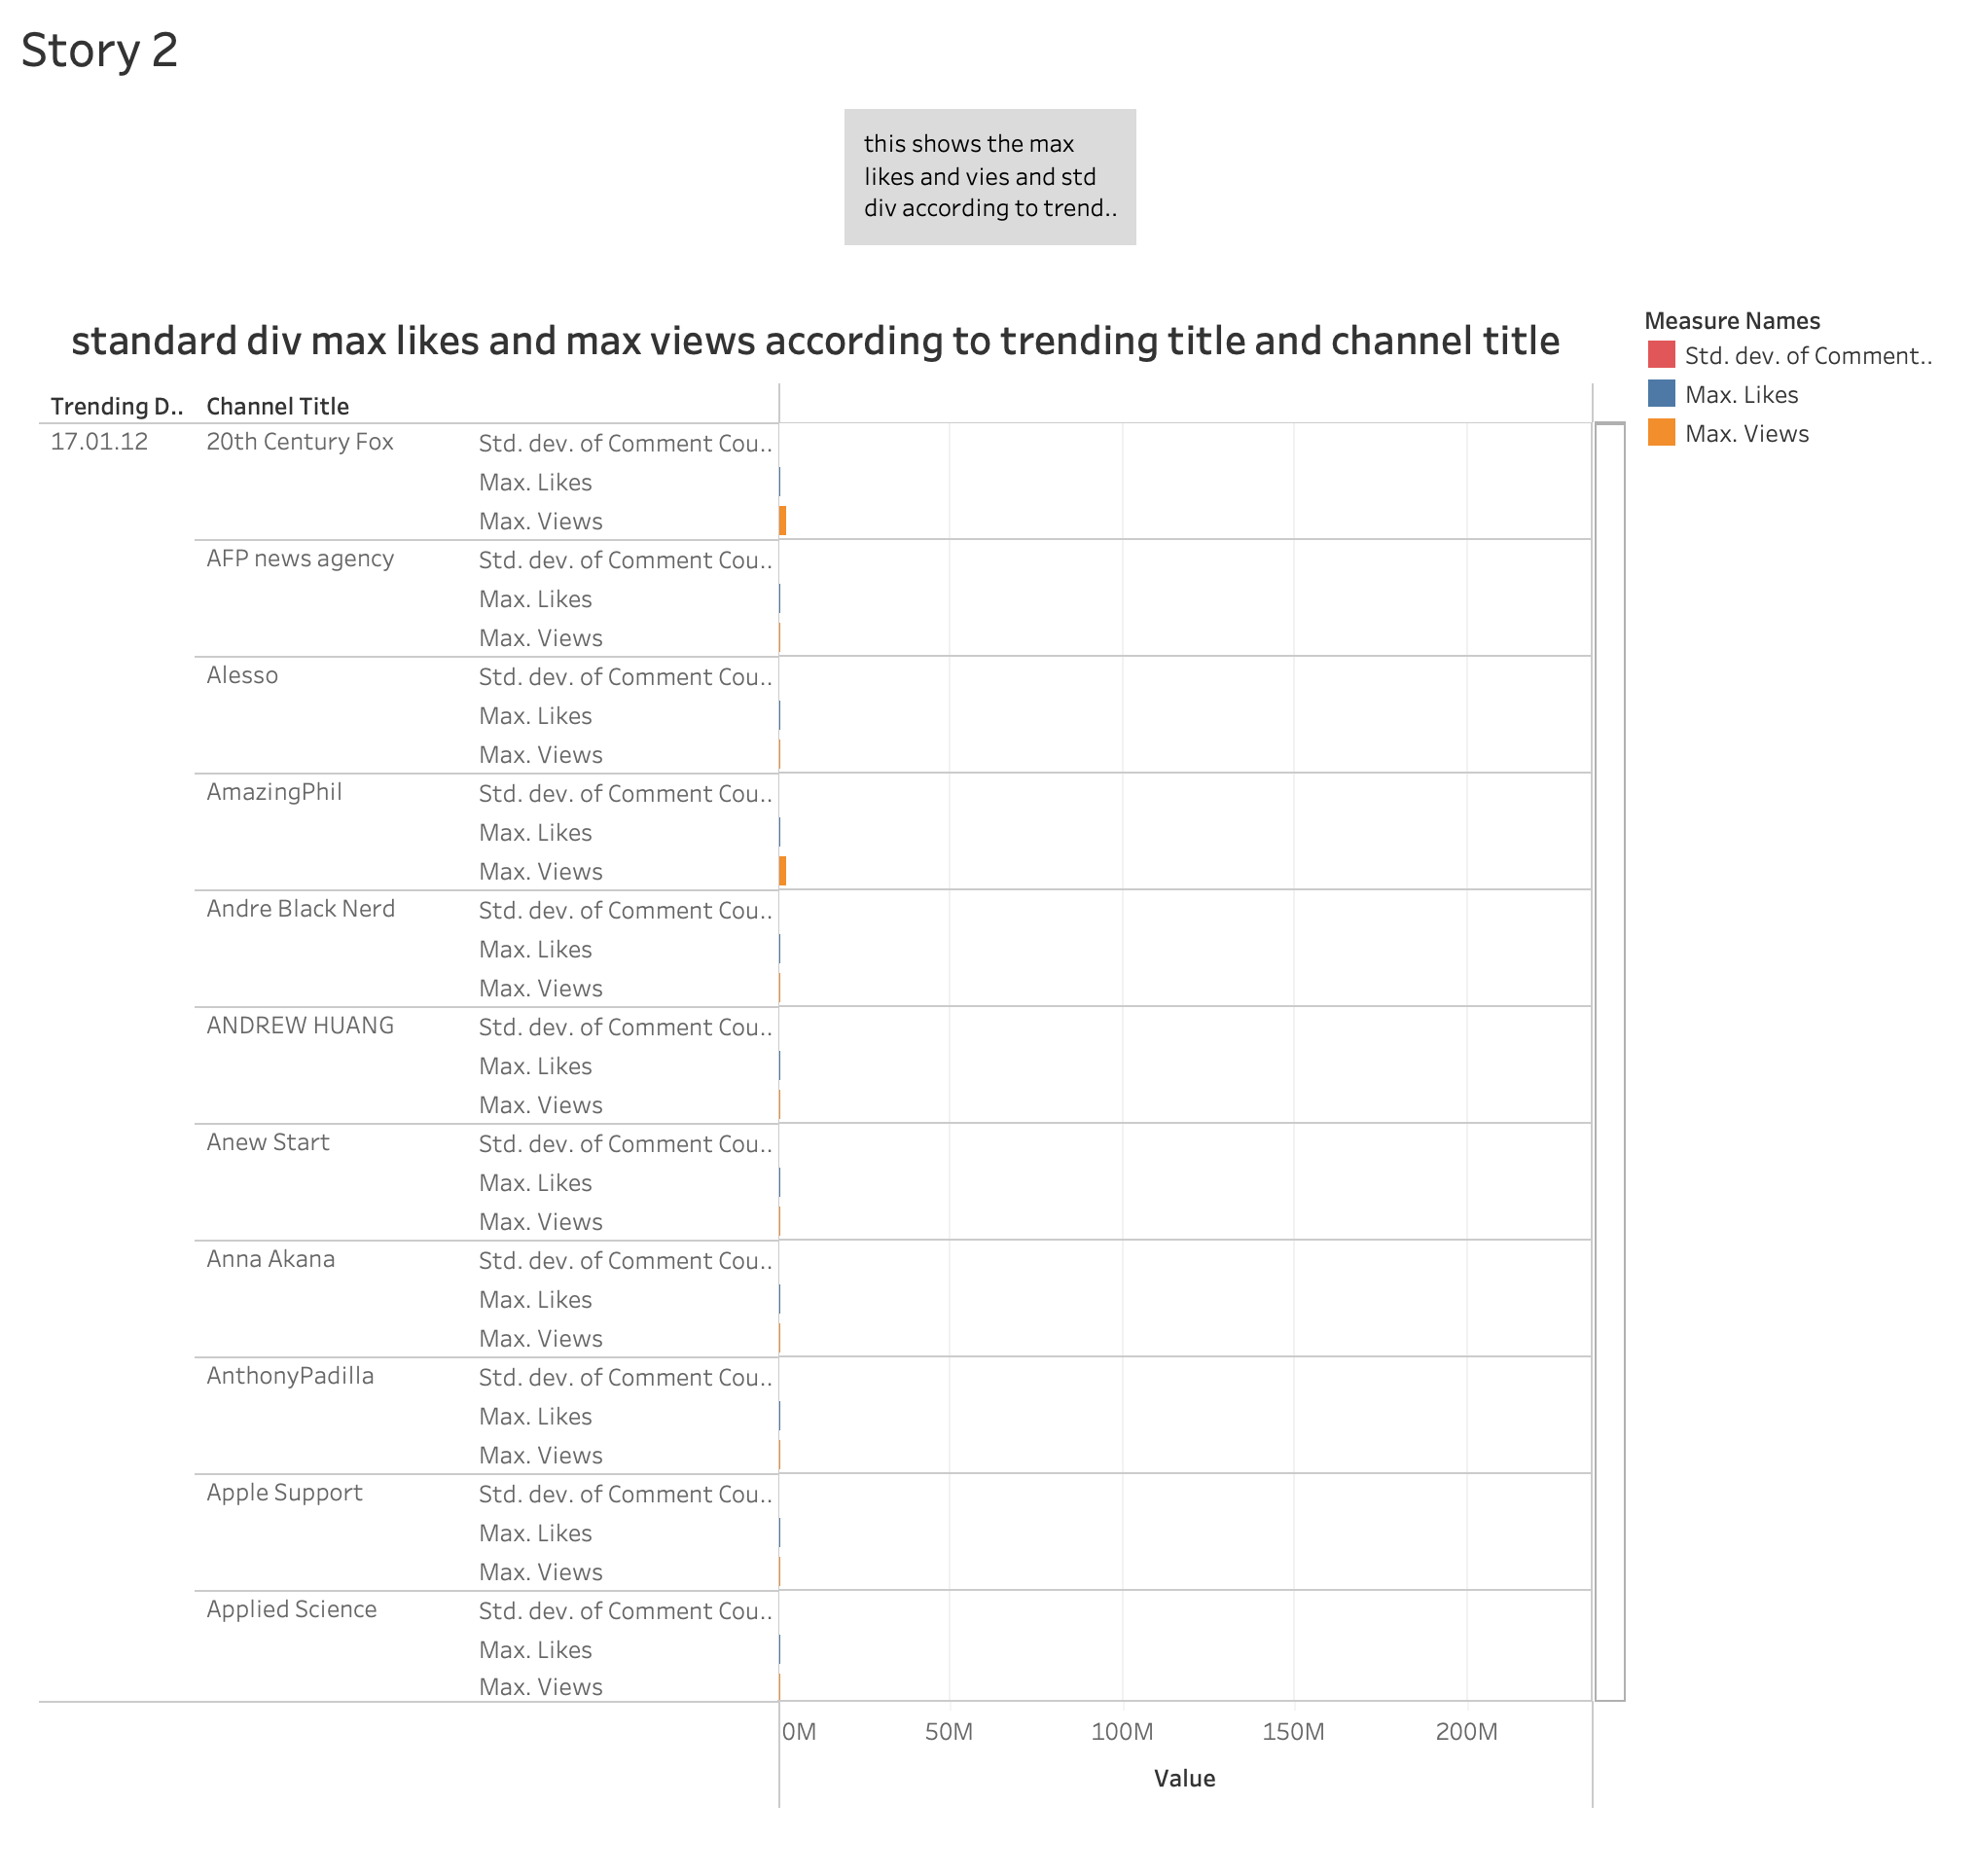 Story 2
this shows the max
likes and vies and std
div according to trend..
standard div max likes and max views according to trending title and channel title
Measure Names
Std. dev. of Comment..
Max. Likes
Max. Views
Trending D.. Channel Title
17.01.12 20th Century Fox Std. dev. of Comment Cou..
Max. Likes
Max. Views
AFP news agency Std. dev. of Comment Cou..
Max. Likes
Max. Views
Alesso Std. dev. of Comment Cou..
Max. Likes
Max. Views
AmazingPhil Std. dev. of Comment Cou..
Max. Likes
Max. Views
Andre Black Nerd Std. dev. of Comment Cou..
Max. Likes
Max. Views
ANDREW HUANG Std. dev. of Comment Cou..
Max. Likes
Max. Views
Anew Start Std. dev. of Comment Cou..
Max. Likes
Max. Views
Anna Akana Std. dev. of Comment Cou..
Max. Likes
Max. Views
AnthonyPadilla Std. dev. of Comment Cou..
Max. Likes
Max. Views
Apple Support Std. dev. of Comment Cou..
Max. Likes
Max. Views
Applied Science Std. dev. of Comment Cou..
Max. Likes
Max. Views
0M 50M 100M 150M 200M
Value